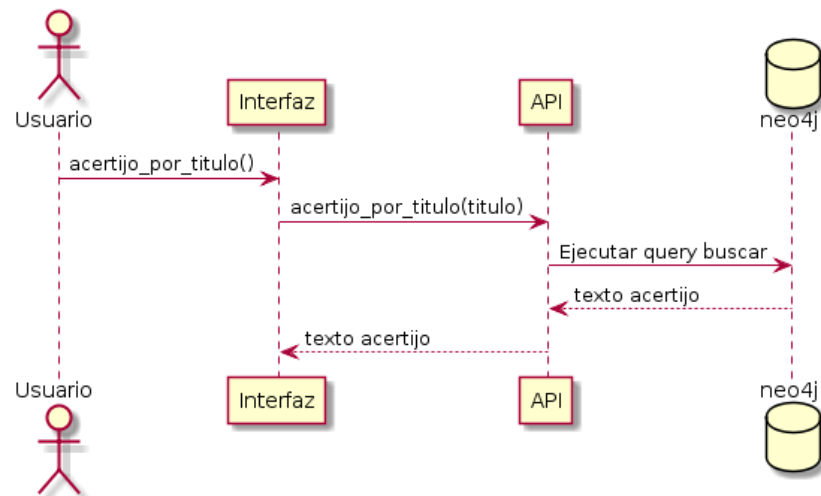 Usuario
Interfaz
API
neo4j
acertijo_por_titulo()
acertijo_por_titulo(titulo)
Ejecutar query buscar
texto acertijo
texto acertijo
Usuario
Interfaz
API
neo4j